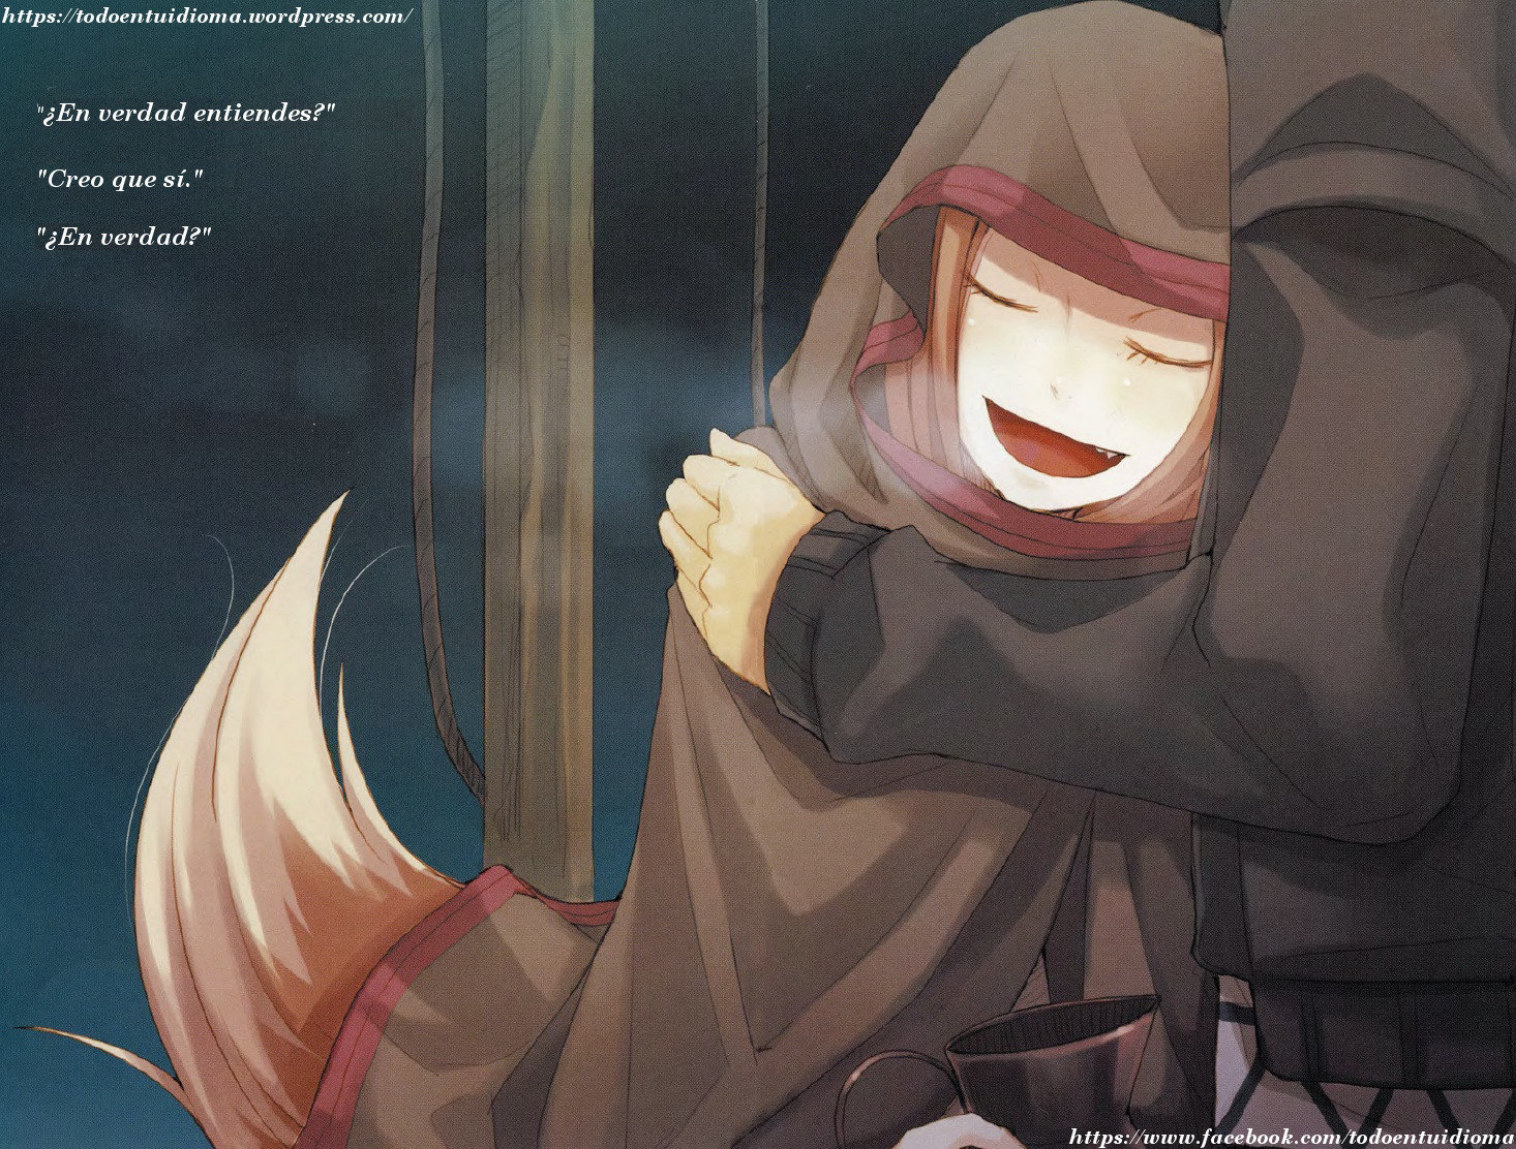 https://todoentuidioma.wordpress.com/
"¿En verdad entiendes?"
"Creo que sí."
"¿En verdad?"
https://www.facebook.com/todoentuidioma